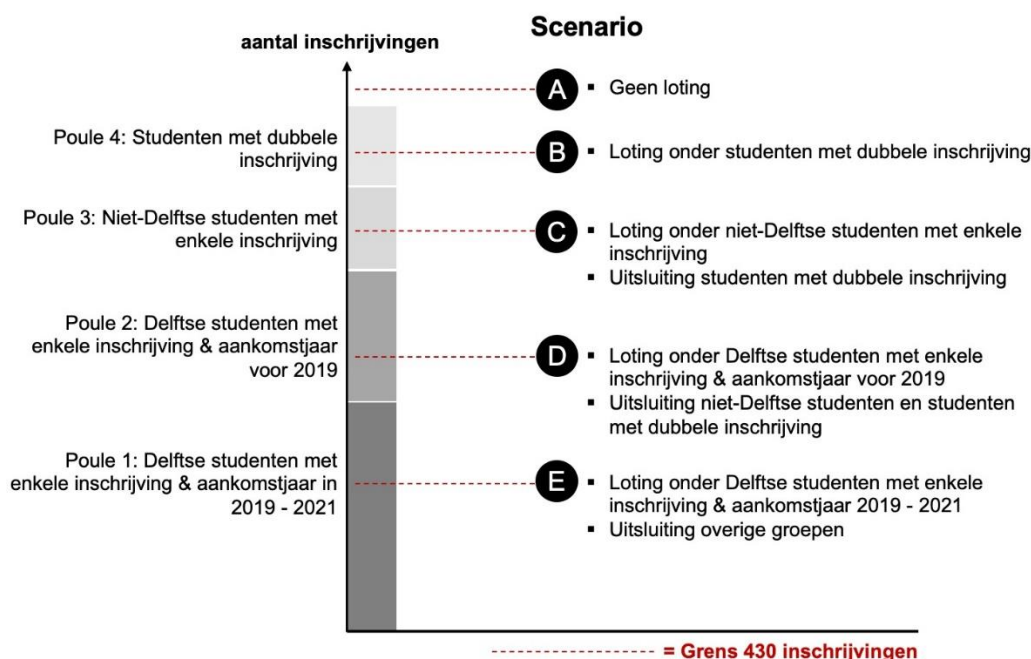 Scenario
aantal inschrijvingen
A
▪ Geen loting
Poule 4: Studenten met dubbele
inschrijving
B
▪ Loting onder studenten met dubbele inschrijving
Poule 3: Niet-Delftse studenten met
enkele inschrijving
C
▪ Loting onder niet-Delftse studenten met enkele
inschrijving
▪ Uitsluiting studenten met dubbele inschrijving
Poule 2: Delftse studenten met
enkele inschrijving & aankomstjaar
voor 2019
D
▪ Loting onder Delftse studenten met enkele
inschrijving & aankomstjaar voor 2019
▪ Uitsluiting niet-Delftse studenten en studenten
met dubbele inschrijving
Poule 1: Delftse studenten met
enkele inschrijving & aankomstjaar in
2019 - 2021
E
▪ Loting onder Delftse studenten met enkele
inschrijving & aankomstjaar 2019 - 2021
▪ Uitsluiting overige groepen
= Grens 430 inschrijvingen